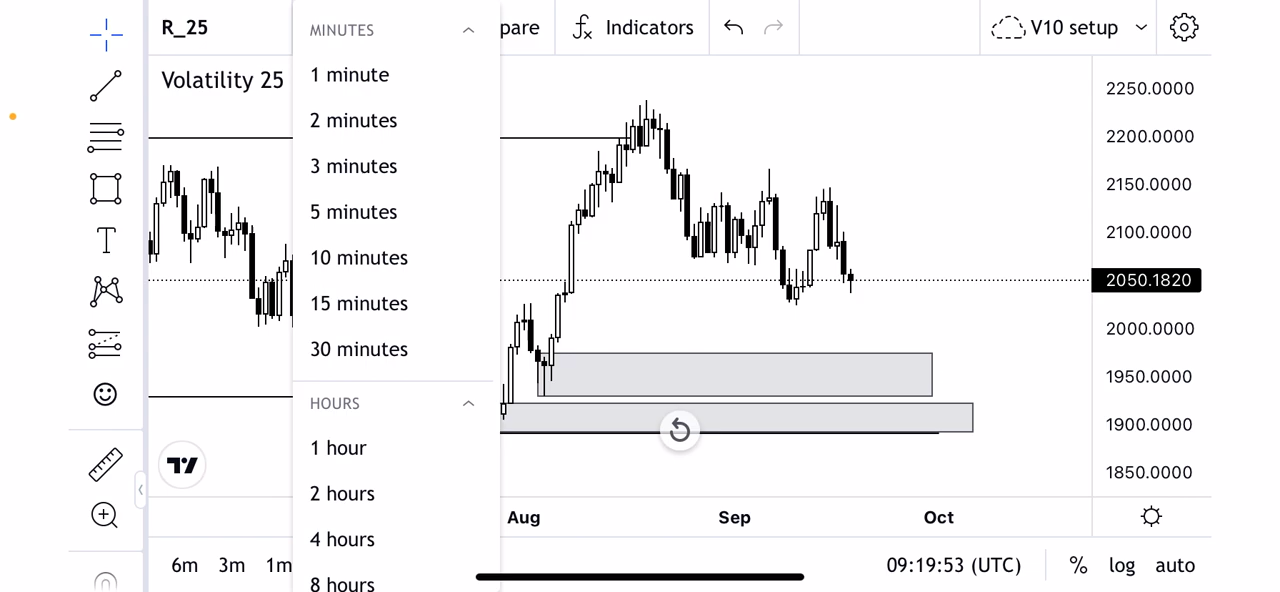 R_25
pare
Indicators
V10 setup
Volatility 25
MINUTES
1 minute
2 minutes
3 minutes
5 minutes
10 minutes
15 minutes
30 minutes
HOURS
1 hour
2 hours
4 hours
8 hours
2250.0000
2200.0000
2150.0000
2100.0000
2050.1820
2000.0000
1950.0000
1900.0000
1850.0000
Aug Sep Oct
6m 3m 1m
09:19:53 (UTC) % log auto